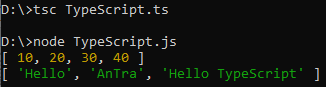 D:\>tsc TypeScript.ts
D:\>node TypeScript.js
[ 10, 20, 30, 40 ]
[ 'Hello', 'AnTra', 'Hello TypeScript' ]